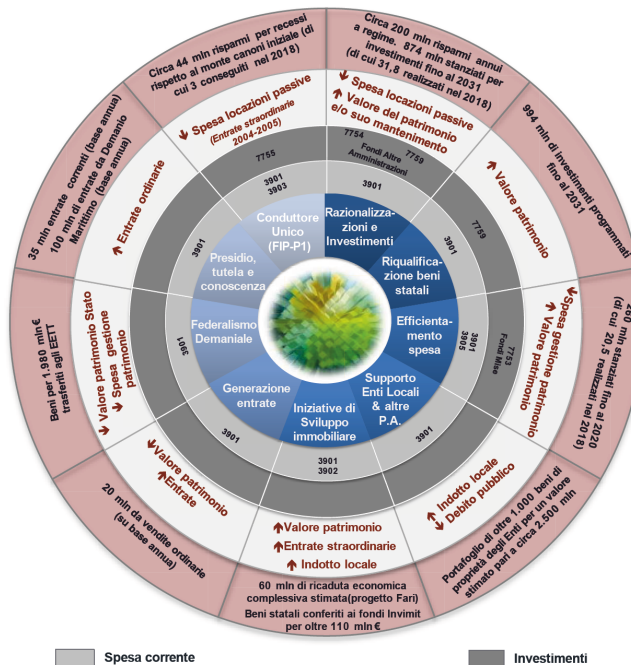 Circa 200 mln risparmi annui
a regime. 874 mln stanziati per
investimenti fino al 2031
(di cui 31,8 realizzati nel 2018)
Spesa locazioni passive
Valore del patrimonio
e/o suo mantenimento
7754
7759
Fondi Altre
Amministrazioni
3901
Razionalizza-
zioni e
Investimenti
994 mln di investimenti programmati
fino al 2031
Valore patrimonio
7759
3901
Riqualifica-
zione beni
statali
260 mln stanziati fino al 2020
(di cui 20,5 realizzati nel 2018)
Spesa gestione patrimonio
Valore patrimonio
7753
Fondi Mise
3901
3905
Efficienta-
mento
spesa
Portafoglio di oltre 1.000 beni di
proprietà degli Enti per un valore
stimato pari a circa 2.500 mln
Indotto locale
Debito pubblico
3901
Supporto
Enti Locali
& altre
P.A.
60 mln di ricaduta economica
complessiva stimata(progetto Fari)
Beni statali conferiti ai fondi Invimit
per oltre 110 mln €
Valore patrimonio
Entrate straordinarie
Indotto locale
3901
3902
Iniziative di
Sviluppo
immobiliare
20 mln da vendite ordinarie
(su base annua)
Valore patrimonio
Entrate
3901
Generazione
entrate
Beni per 1.980 mln €
trasferiti agli EETT
Valore patrimonio Stato
Spesa gestione
patrimonio
3901
Federalismo
Demaniale
35 mln entrate correnti (base annua)
100 mln di entrate da Demanio
Marittimo (base annua)
Entrate ordinarie
3901
Presidio,
tutela e
conoscenza
Circa 44 mln risparmi per recessi
rispetto al monte canoni iniziale (di
cui 3 conseguiti nel 2018)
Spesa locazioni passive
(Entrate straordinarie
2004-2005)
7755
3901
3903
Conduttore
Unico
(FIP-P1)
Spesa corrente
Investimenti